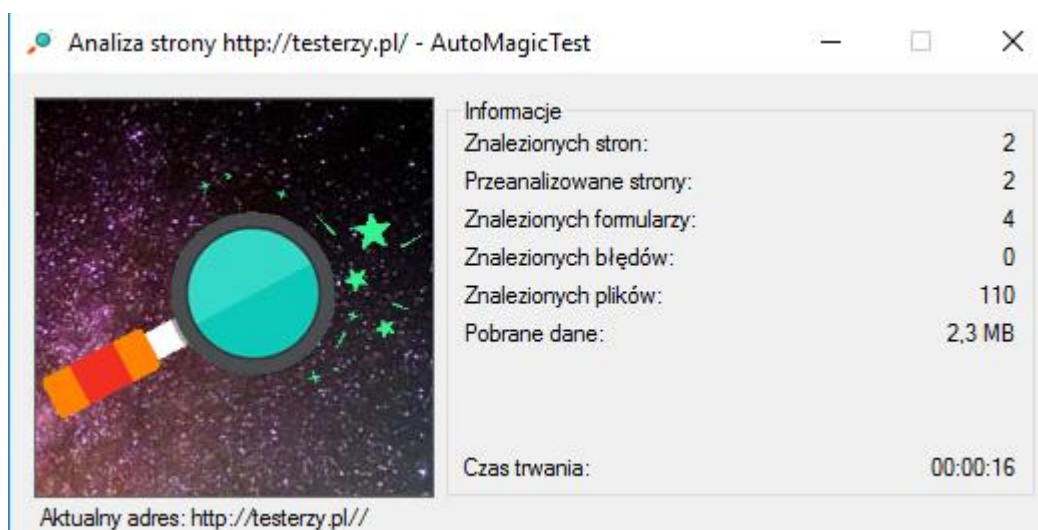 Analiza strony http://testerzy.pl/ - AutoMagicTest
Informacje
Znalezionych stron: 2
Przeanalizowane strony: 2
Znalezionych formularzy: 4
Znalezionych błędów: 0
Znalezionych plików: 110
Pobrane dane: 2,3 MB
Czas trwania: 00:00:16
Aktualny adres: http://testerzy.pl//